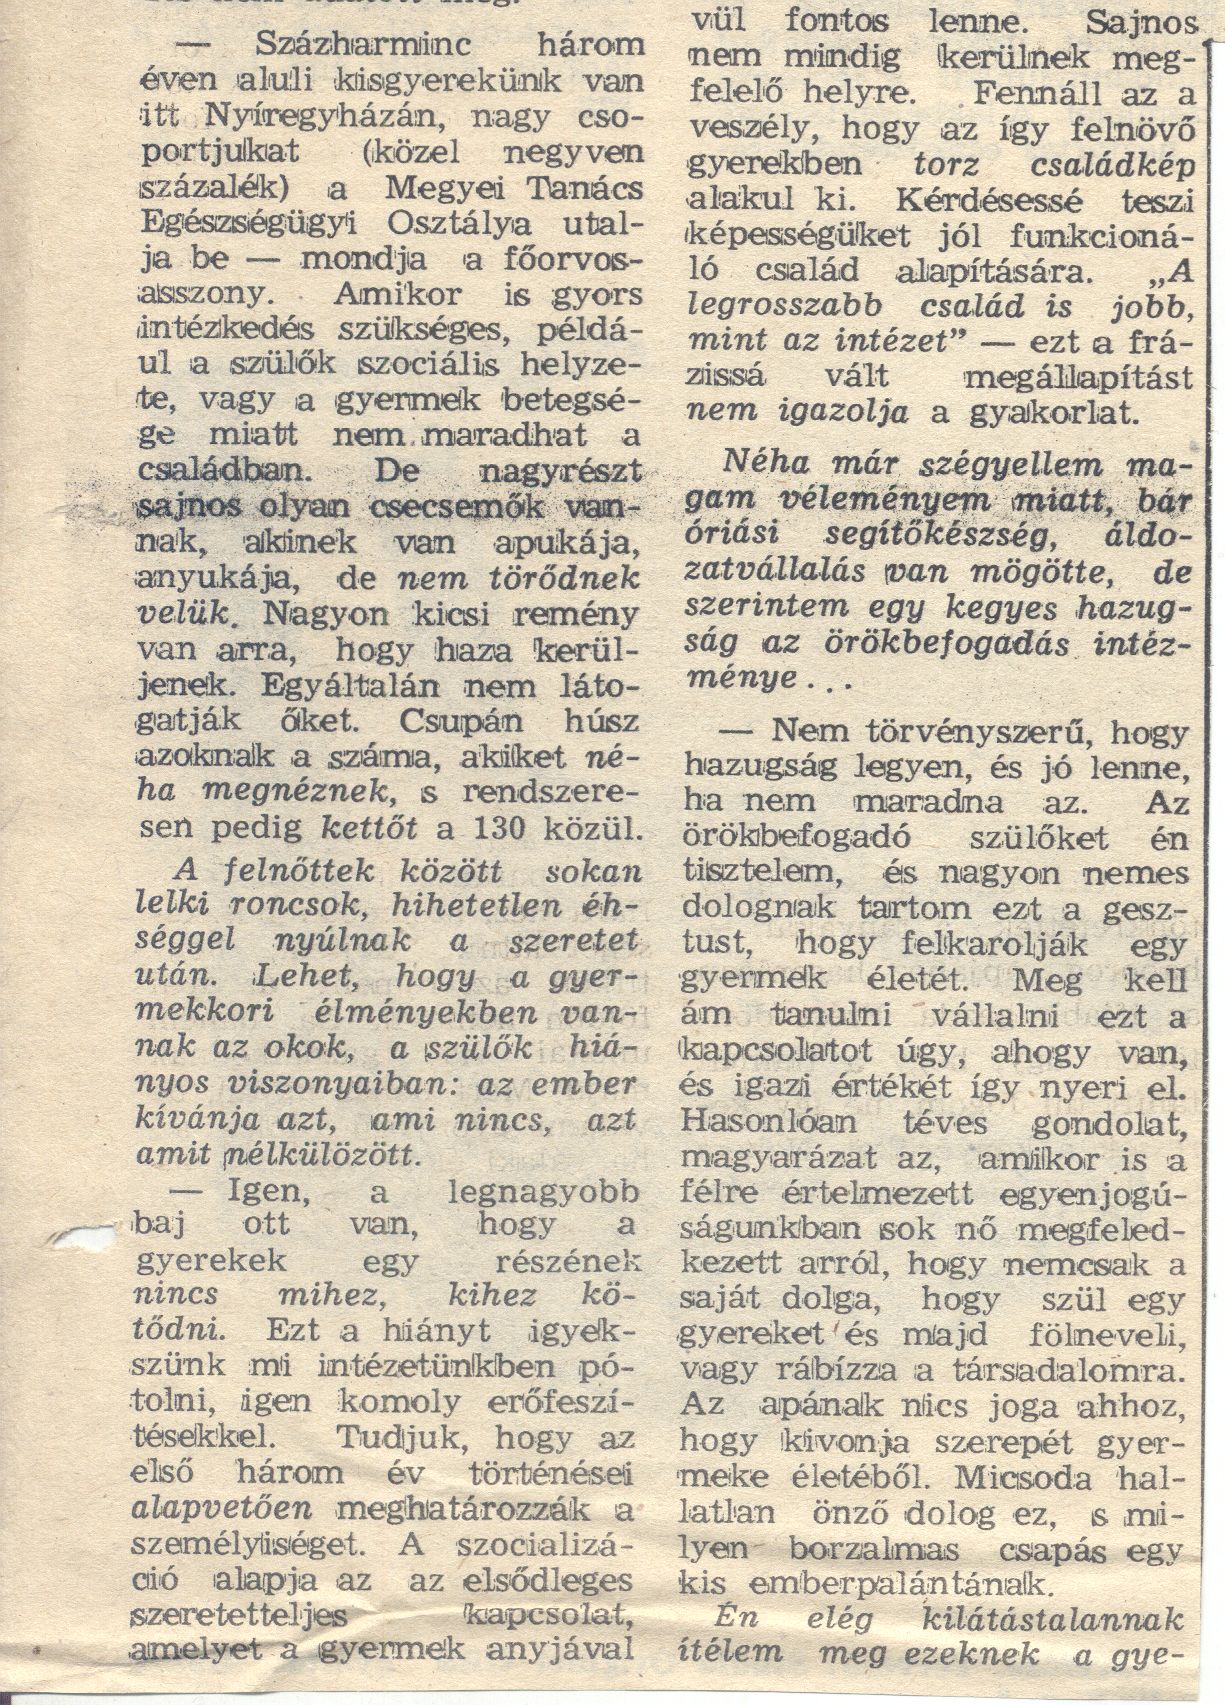 — Százharminc három
éven aluli kisgyerekünk van
itt Nyíregyházán, nagy cso-
portjukat (közel negyven
százalék) a Megyei Tanács
Egészségügyi Osztálya utal-
ja be — mondja a főorvos-
asszony. Amikor is gyors
intézkedés szükséges, példá-
ul a szülők szociális helyze-
te, vagy a gyermek betegsé-
ge miatt nem maradhat a
családban. De nagyrészt
sajnos olyan csecsemők van-
nak, akinek van apukája,
anyukája, de nem törődnek
velük. Nagyon kicsi remény
van arra, hogy haza kerül-
jenek. Egyáltalán nem láto-
gatják őket. Csupán húsz
azoknak a száma, akiket né-
ha megnéznek, s rendszere-
sen pedig kettőt a 130 közül.
A felnőttek között sokan
lelki roncsok, hihetetlen éh-
séggel nyúlnak a szeretet
után. Lehet, hogy a gyer-
mekkori élményekben van-
nak az okok, a szülők hiá-
nyos viszonyaiban: az ember
kívánja azt, ami nincs, azt
amit nélkülözött.
— Igen, a legnagyobb
baj ott van, hogy a
gyerekek egy részének
nincs mihez, kihez kö-
tődni. Ezt a hiányt igyek-
szünk mi intézetünkben pó-
tolni, igen komoly erőfeszí-
tésekkel. Tudjuk, hogy az
első három év történései
alapvetően meghatározzák a
személyiséget. A szocializá-
ció alapja az az elsődleges
szeretetteljes kapcsolat,
amelyet a gyermek anyjával
vül fontos lenne. Sajnos
nem mindig kerülnek meg-
felelő helyre. Fennáll az a
veszély, hogy az így felnövő
gyerekben torz családkép
alakul ki. Kérdésessé teszi
képességüket jól funkcioná-
ló család alapítására. „A
legrosszabb család is jobb,
mint az intézet” — ezt a frá-
zissá vált megállapítást
nem igazolja a gyakorlat.
Néha már szégyellem ma-
gam véleményem miatt, bár
óriási segítőkészség, áldo-
zatvállalás van mögötte, de
szerintem egy kegyes hazug-
ság az örökbefogadás intéz-
ménye...
— Nem törvényszerű, hogy
hazugság legyen, és jó lenne,
ha nem maradna az. Az
örökbefogadó szülőket én
tisztelem, és nagyon nemes
dolognak tartom ezt a gesz-
tust, hogy felkarolják egy
gyermek életét. Meg kell
ám tanulni vállalni ezt a
kapcsolatot úgy, ahogy van,
és igazi értékét így nyeri el.
Hasonlóan téves gondolat,
magyarázat az, amikor is a
félre értelmezett egyenjogú-
ságunkban sok nő megfeled-
kezett arról, hogy nemcsak a
saját dolga, hogy szül egy
gyereket és majd fölneveli,
vagy rábízza a társadalomra.
Az apának nics joga ahhoz,
hogy kivonja szerepét gyer-
meke életéből. Micsoda hal-
latlan önző dolog ez, s mi-
lyen borzalmas csapás egy
kis emberpalántának.
Én elég kilátástalannak
ítélem meg ezeknek a gye-